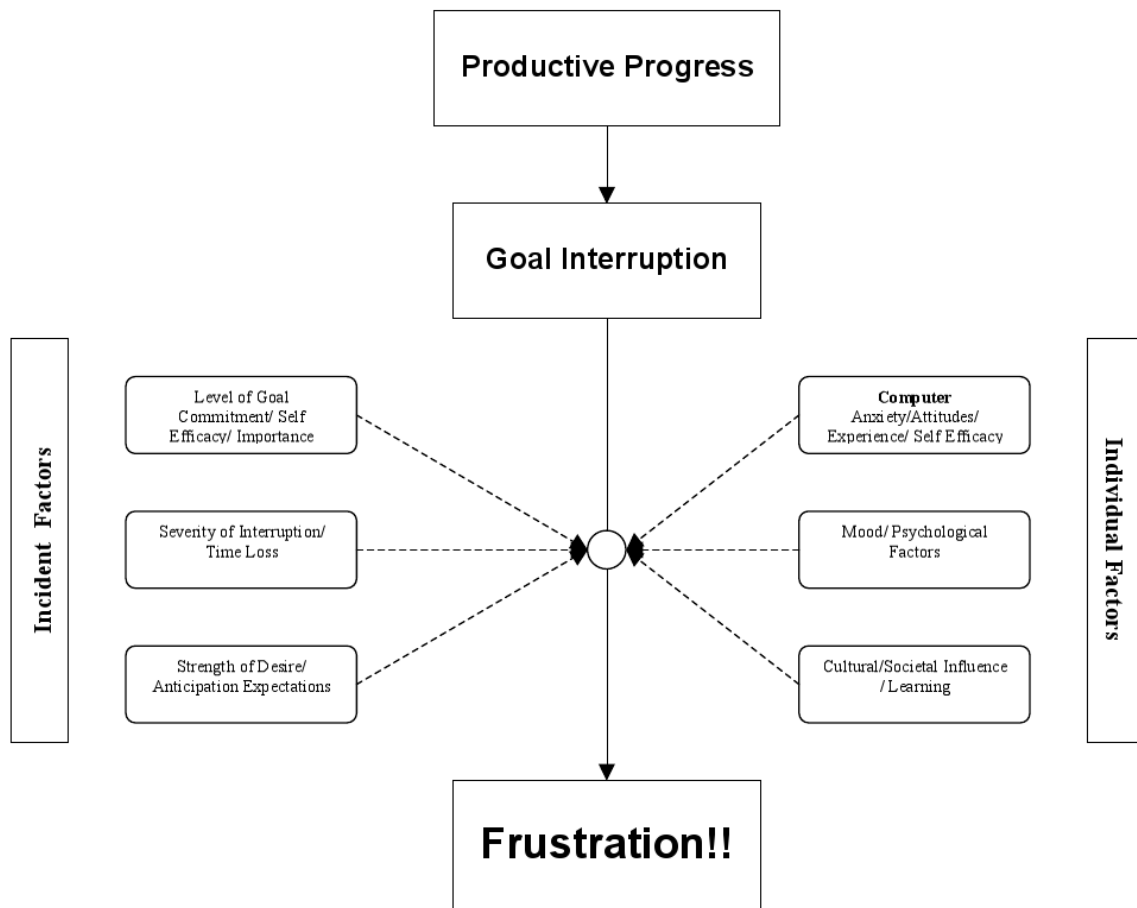 Productive Progress
Goal Interruption
Incident Factors
Level of Goal
Commitment/ Self
Efficacy/ Importance
Severity of Interruption/
Time Loss
Strength of Desire/
Anticipation Expectations
Computer
Anxiety/Attitudes/
Experience/ Self Efficacy
Mood/ Psychological
Factors
Cultural/Societal Influence
/ Learning
Individual Factors
Frustration!!